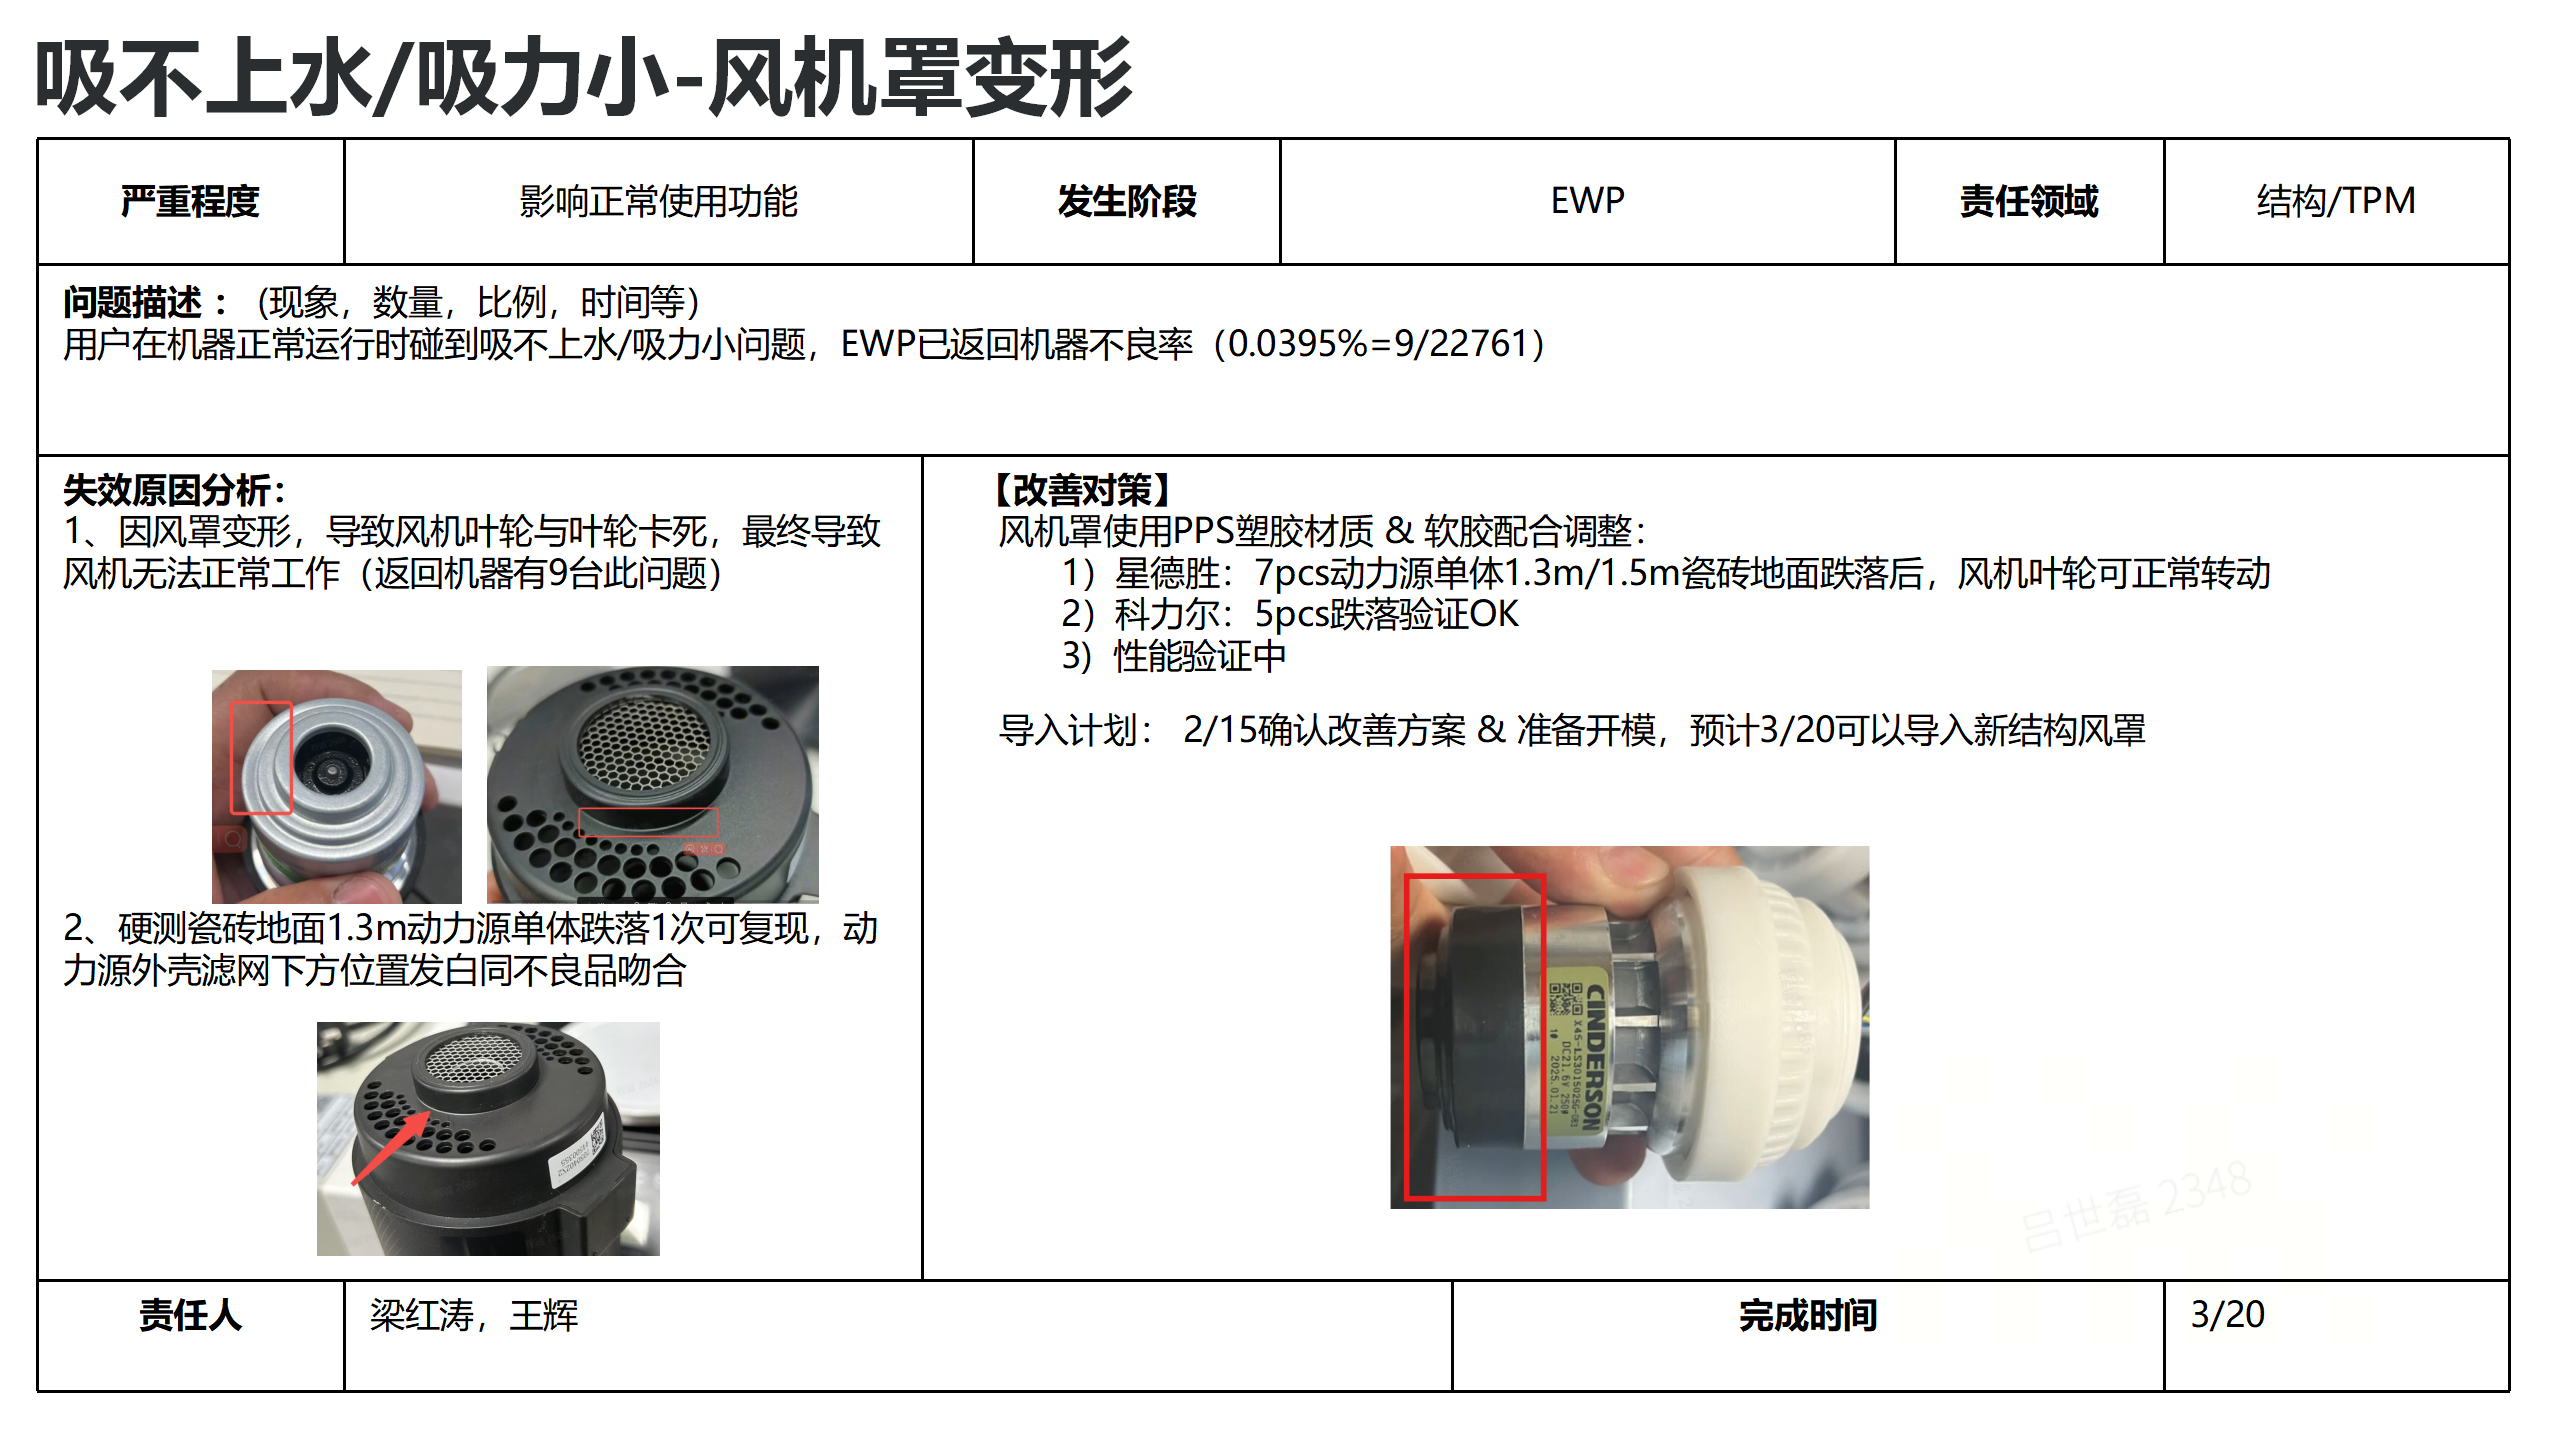 吸不上水/吸力小-风机罩变形
严重程度
影响正常使用功能
发生阶段
EWP
责任领域
结构/TPM
问题描述 ：（现象，数量，比例，时间等）
用户在机器正常运行时碰到吸不上水/吸力小问题，EWP已返回机器不良率（0.0395%=9/22761）
失效原因分析：
1、因风罩变形，导致风机叶轮与叶轮卡死，最终导致
风机无法正常工作（返回机器有9台此问题）
2、硬测瓷砖地面1.3m动力源单体跌落1次可复现，动
力源外壳滤网下方位置发白同不良品吻合
【改善对策】
风机罩使用PPS塑胶材质 & 软胶配合调整：
1）星德胜：7pcs动力源单体1.3m/1.5m瓷砖地面跌落后，风机叶轮可正常转动
2）科力尔：5pcs跌落验证OK
3）性能验证中
导入计划： 2/15确认改善方案 & 准备开模，预计3/20可以导入新结构风罩
CINDERSON
2025.01.21
吕世磊 2348
责任人
梁红涛，王辉
完成时间
3/20